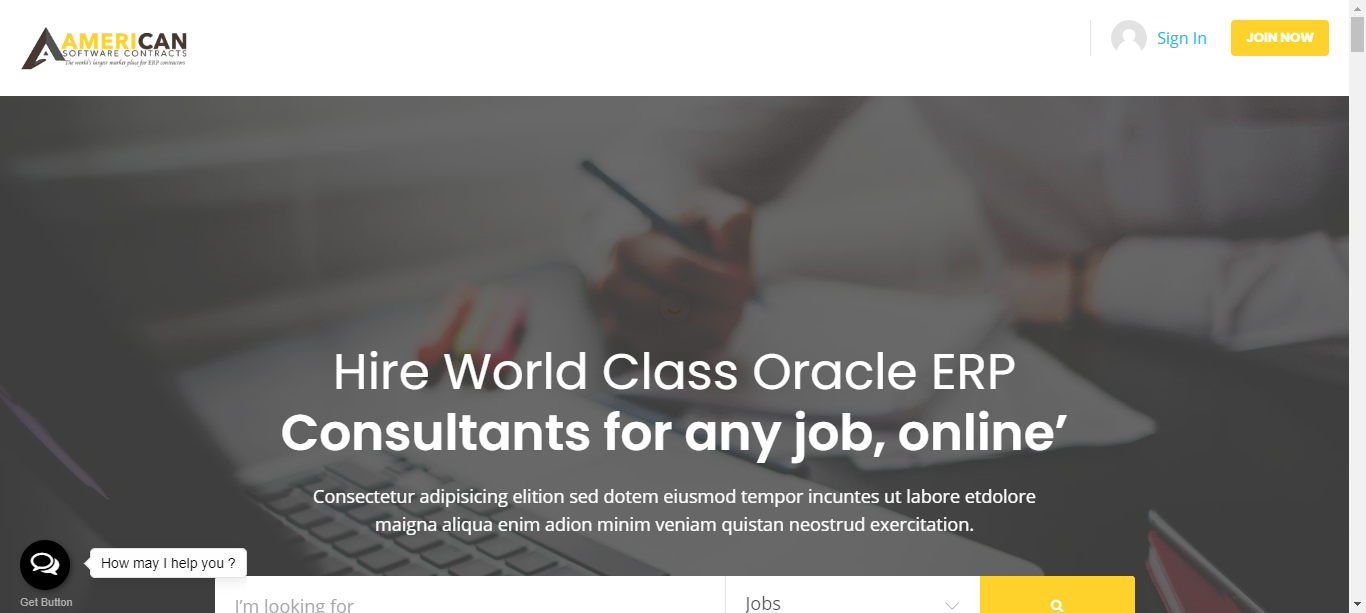 AMERICAN
SOFTWARE CONTRACTS
The world's largest market place for ERP contractors
Sign In
JOIN NOW
Hire World Class Oracle ERP
Consultants for any job, online’
Consectetur adipisicing elition sed dotem eiusmod tempor incuntes ut labore etdolore
maigna aliqua enim adion minim veniam quistan neostrud exercitation.
How may I help you ?
Get Button
I'm looking for
Jobs